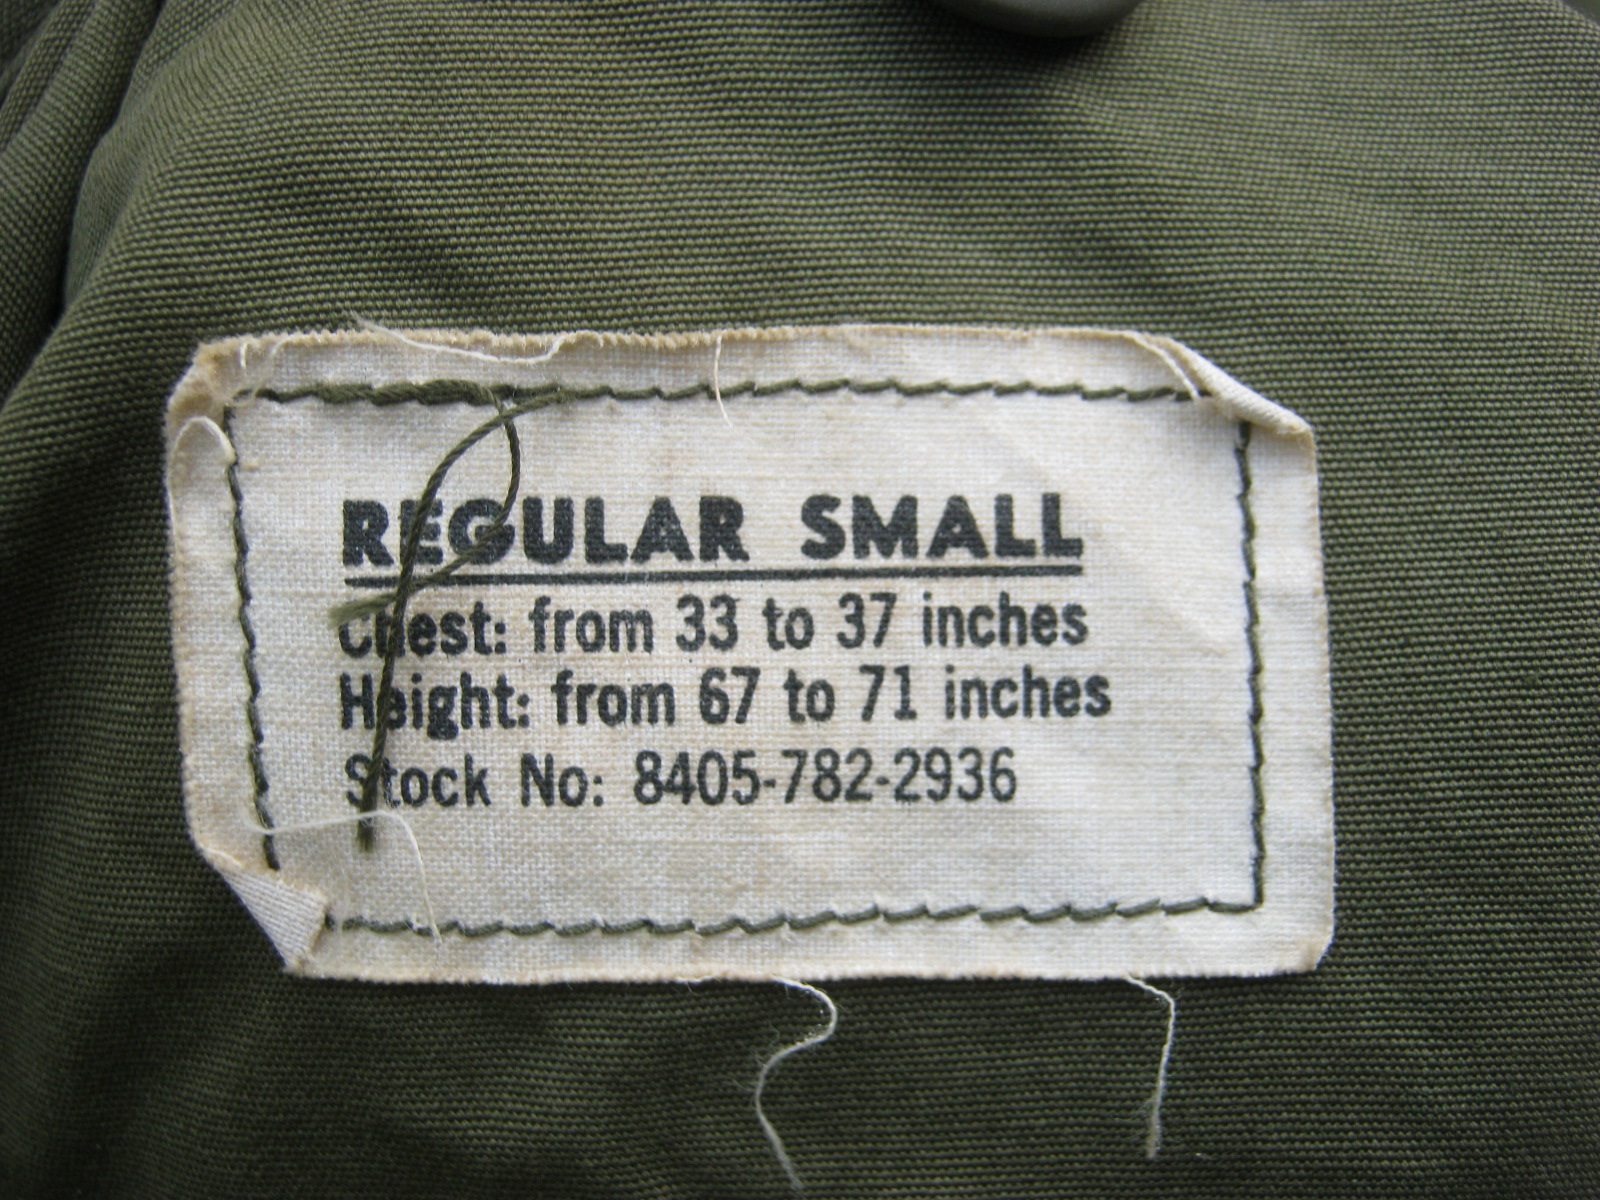 REGULAR SMALL
Chest: from 33 to 37 inches
Height: from 67 to 71 inches
Stock No: 8405-782-2936